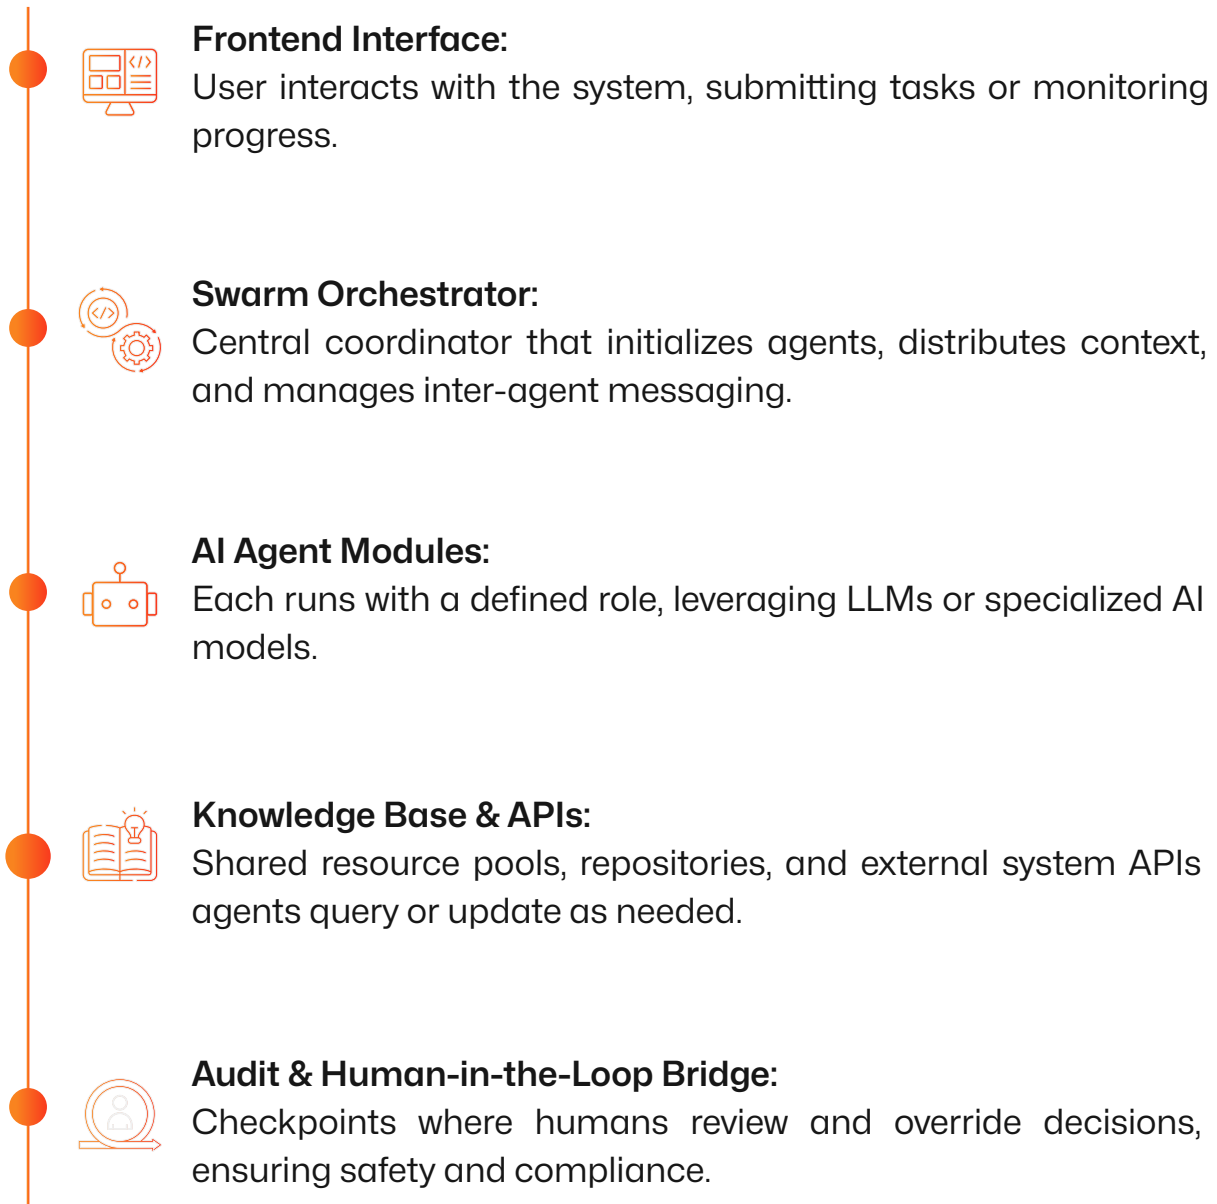 Frontend Interface:
User interacts with the system, submitting tasks or monitoring
progress.
Swarm Orchestrator:
Central coordinator that initializes agents, distributes context,
and manages inter-agent messaging.
AI Agent Modules:
Each runs with a defined role, leveraging LLMs or specialized AI
models.
Knowledge Base & APIs:
Shared resource pools, repositories, and external system APIs
agents query or update as needed.
Audit & Human-in-the-Loop Bridge:
Checkpoints where humans review and override decisions,
ensuring safety and compliance.